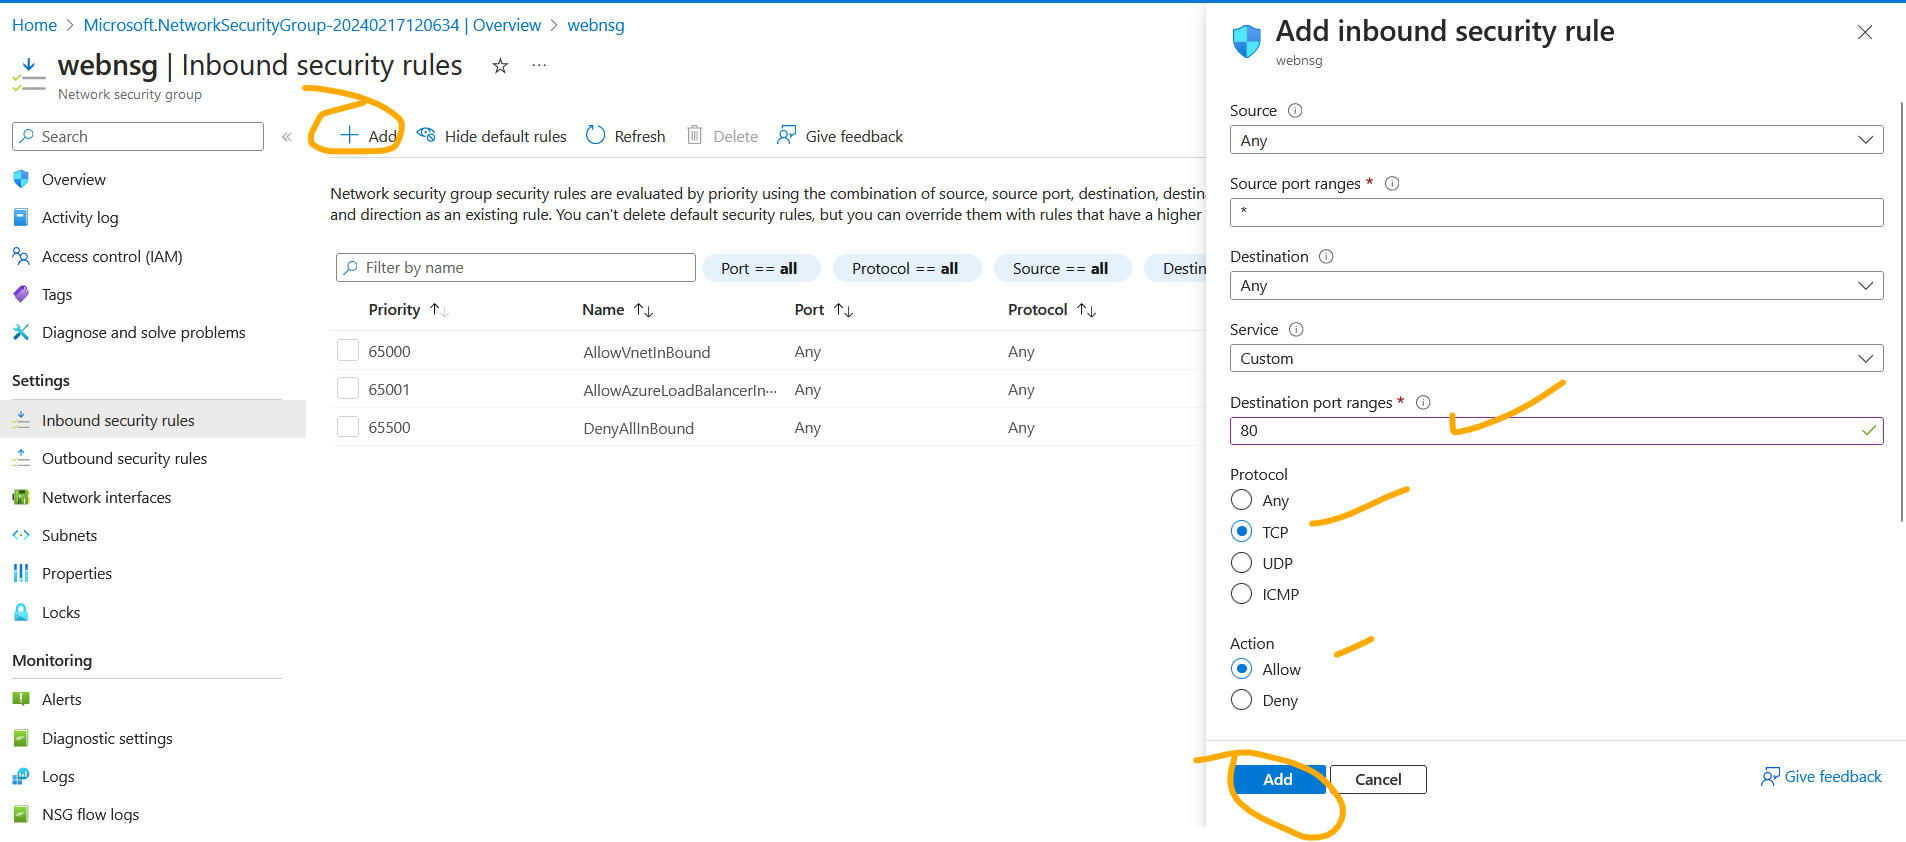 Home > Microsoft.NetworkSecurityGroup-20240217120634 | Overview > webnsg
webnsg | Inbound security rules
Network security group
Search
Overview
Activity log
Access control (IAM)
Tags
Diagnose and solve problems
Settings
Inbound security rules
Outbound security rules
Network interfaces
Subnets
Properties
Locks
Monitoring
Alerts
Diagnostic settings
Logs
NSG flow logs
Add Hide default rules Refresh Delete Give feedback
Network security group security rules are evaluated by priority using the combination of source, source port, destination, destina
and direction as an existing rule. You can't delete default security rules, but you can override them with rules that have a higher
Filter by name Port == all Protocol == all Source == all Destin
Priority Name Port Protocol
65000 AllowVnetInBound Any Any
65001 AllowAzureLoadBalancerIn... Any Any
65500 DenyAllInBound Any Any
Add inbound security rule
webnsg
Source
Any
Source port ranges *
*
Destination
Any
Service
Custom
Destination port ranges *
80
Protocol
Any
TCP
UDP
ICMP
Action
Allow
Deny
Add Cancel Give feedback